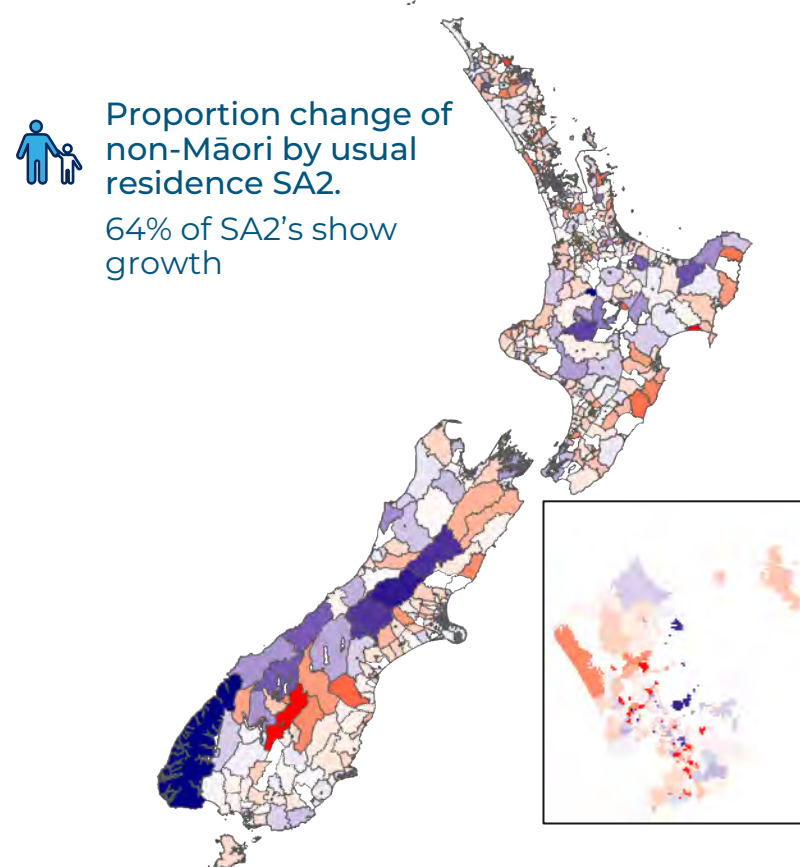 Proportion change of
non-Māori by usual
residence SA2.
64% of SA2's show
growth